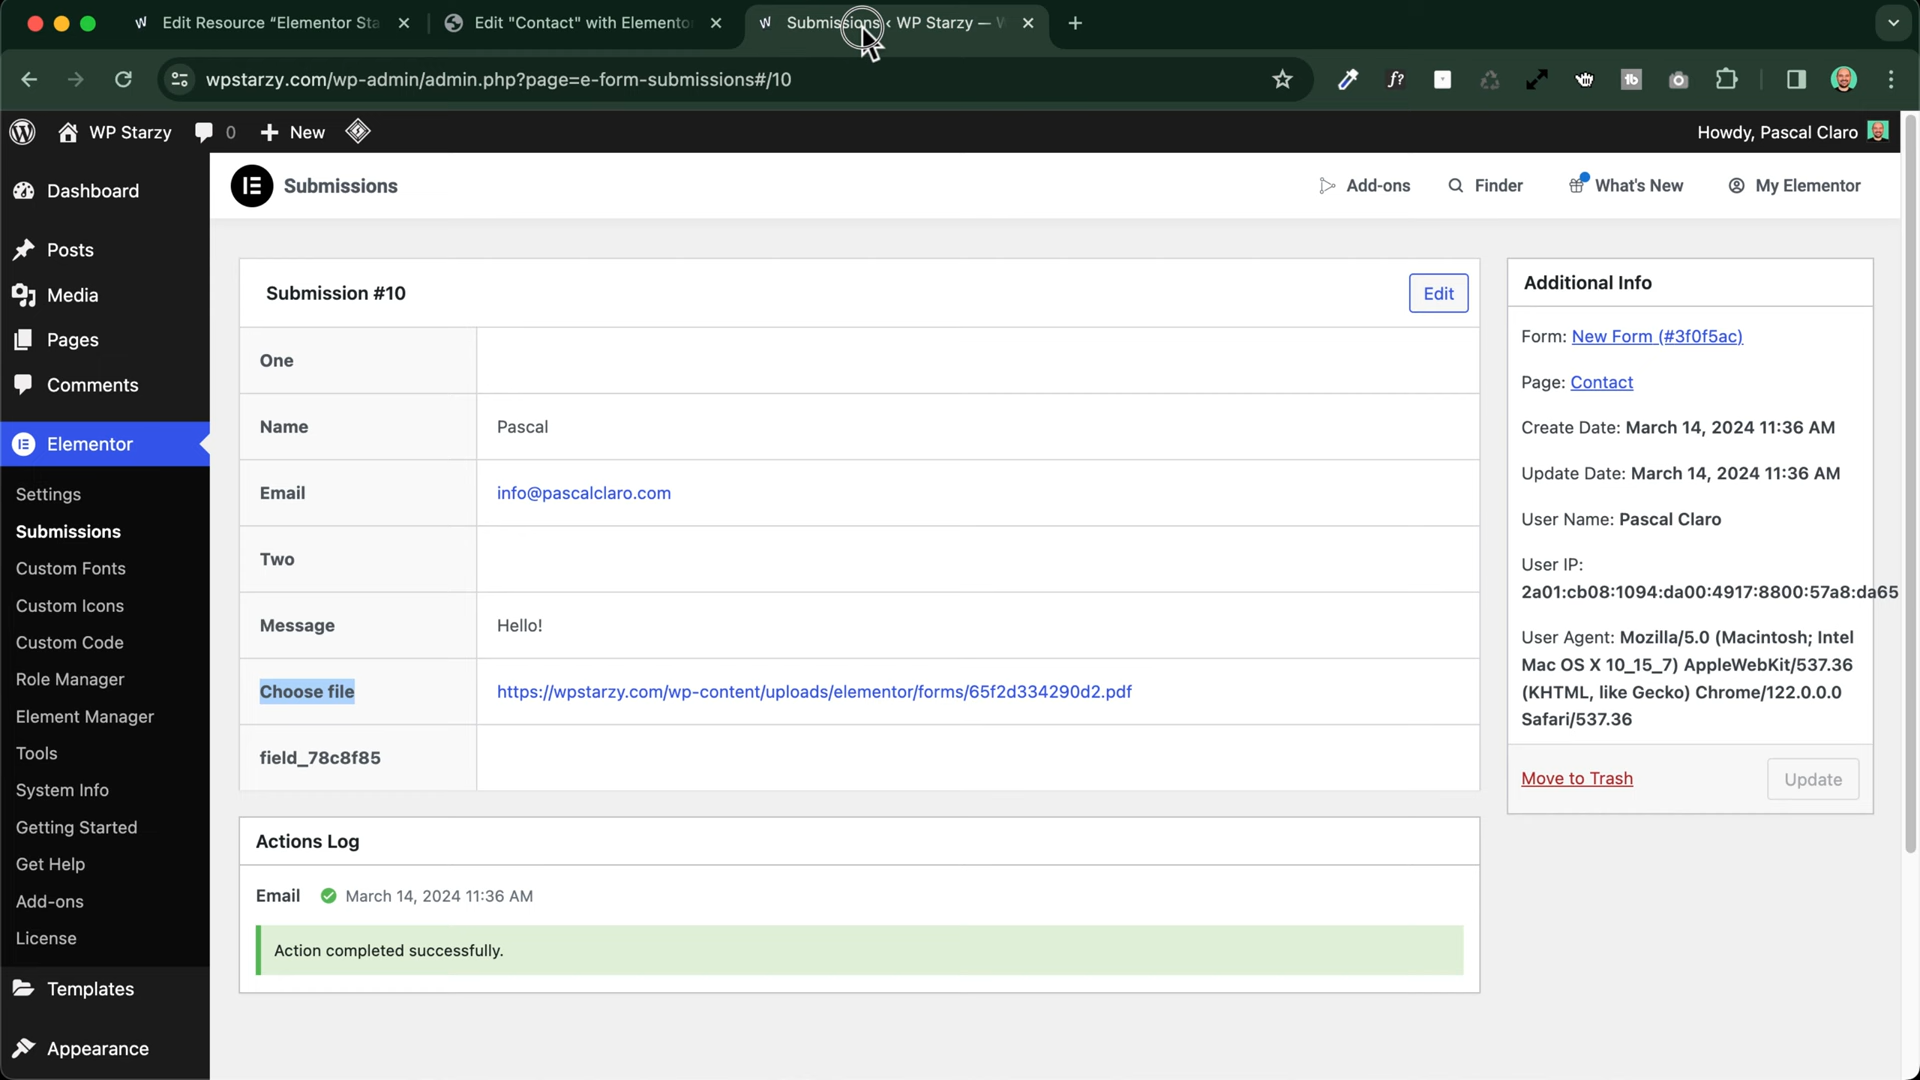 Edit Resource “Elementor Sta
Edit "Contact" with Elemento
Submissions ‹ WP Starzy — W
wpstarzy.com/wp-admin/admin.php?page=e-form-submissions#/10
WP Starzy
0
New
Howdy, Pascal Claro
Dashboard
Posts
Media
Pages
Comments
Elementor
Settings
Submissions
Custom Fonts
Custom Icons
Custom Code
Role Manager
Element Manager
Tools
System Info
Getting Started
Get Help
Add-ons
License
Templates
Appearance
Submissions
Add-ons
Finder
What's New
My Elementor
Submission #10
Edit
One
Name
Pascal
Email
info@pascalclaro.com
Two
Message
Hello!
Choose file
https://wpstarzy.com/wp-content/uploads/elementor/forms/65f2d334290d2.pdf
field_78c8f85
Actions Log
Email
March 14, 2024 11:36 AM
Action completed successfully.
Additional Info
Form: New Form (#3f0f5ac)
Page: Contact
Create Date: March 14, 2024 11:36 AM
Update Date: March 14, 2024 11:36 AM
User Name: Pascal Claro
User IP:
2a01:cb08:1094:da00:4917:8800:57a8:da65
User Agent: Mozilla/5.0 (Macintosh; Intel
Mac OS X 10_15_7) AppleWebKit/537.36
(KHTML, like Gecko) Chrome/122.0.0.0
Safari/537.36
Move to Trash
Update